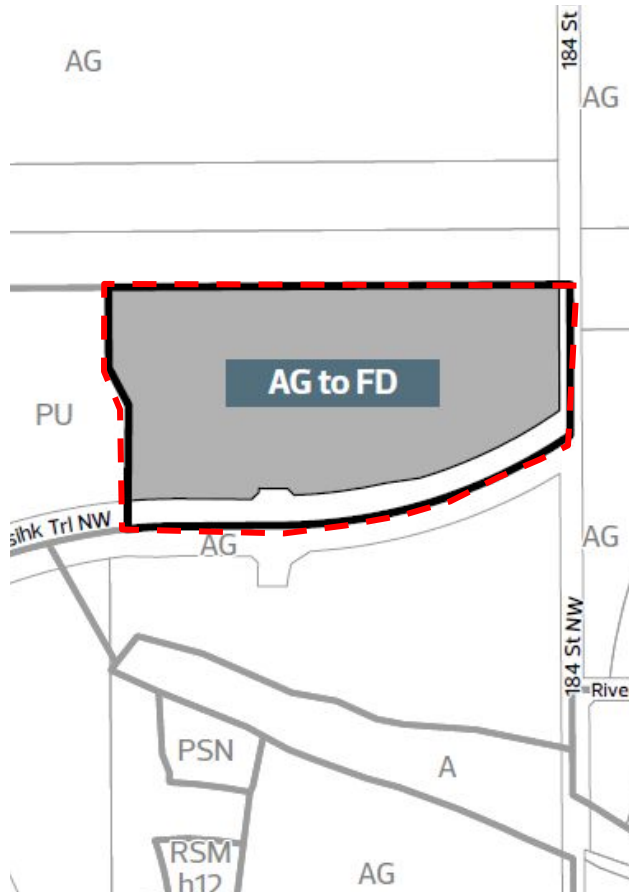 AG
184 St
AG
AG to FD
PU
sihk Trl NW
AG
AG
184 St NW
River
PSN
A
RSM
h12
AG